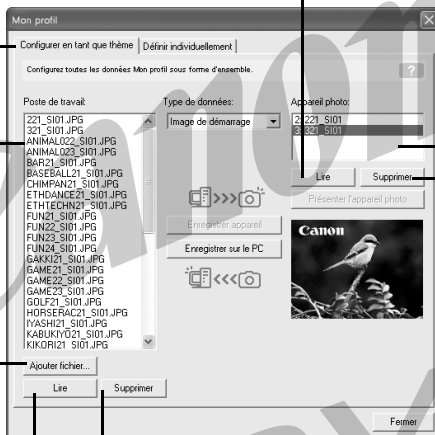 Mon profil
Configurer en tant que thème
Définir individuellement
Configurez toutes les données Mon profil sous forme d'ensemble.
?
Poste de travail:
Type de données:
Appareil photo:
221_SI01.JPG
321_SI01.JPG
ANIMAL022_SI01.JPG
ANIMAL023_SI01.JPG
BAR21_SI01.JPG
BASEBALL21_SI01.JPG
CHIMPAN21_SI01.JPG
ETHDANCE21_SI01.JPG
ETHTECHN21_SI01.JPG
FUN21_SI01.JPG
FUN22_SI01.JPG
FUN23_SI01.JPG
FUN24_SI01.JPG
GAKKI21_SI01.JPG
GAME21_SI01.JPG
GAME22_SI01.JPG
GAME23_SI01.JPG
GOLF21_SI01.JPG
HORSERAC21_SI01.JPG
IYASHI21_SI01.JPG
KABUKIYO21_SI01.JPG
KIKORI21_SI01.JPG
Image de démarrage
2: 221_SI01
3: 321_SI01
Lire
Supprimer
Présenter l'appareil photo
Enregistrer appareil
Enregistrer sur le PC
Canon
Ajouter fichier...
Lire
Supprimer
Fermer